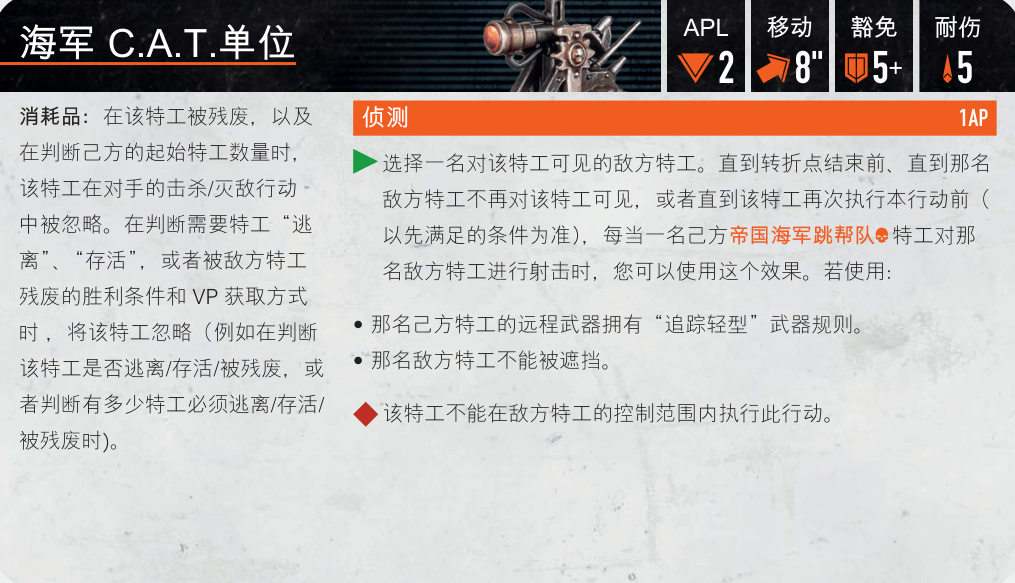 海军 C.A.T.单位
APL
2
移动
8"
豁免
5+
耐伤
5
消耗品：在该特工被残废，以及
在判断己方的起始特工数量时，
该特工在对手的击杀/灭敌行动
中被忽略。在判断需要特工“逃
离”、“存活”，或者被敌方特工
残废的胜利条件和 VP 获取方式
时，将该特工忽略（例如在判断
该特工是否逃离/存活/被残废，或
者判断有多少特工必须逃离/存活/
被残废时)。
侦测 1AP
选择一名对该特工可见的敌方特工。直到转折点结束前、直到那名
敌方特工不再对该特工可见，或者直到该特工再次执行本行动前（
以先满足的条件为准），每当一名己方帝国海军跳帮队特工对那
名敌方特工进行射击时，您可以使用这个效果。若使用:
• 那名己方特工的远程武器拥有“追踪轻型”武器规则。
• 那名敌方特工不能被遮挡。
该特工不能在敌方特工的控制范围内执行此行动。